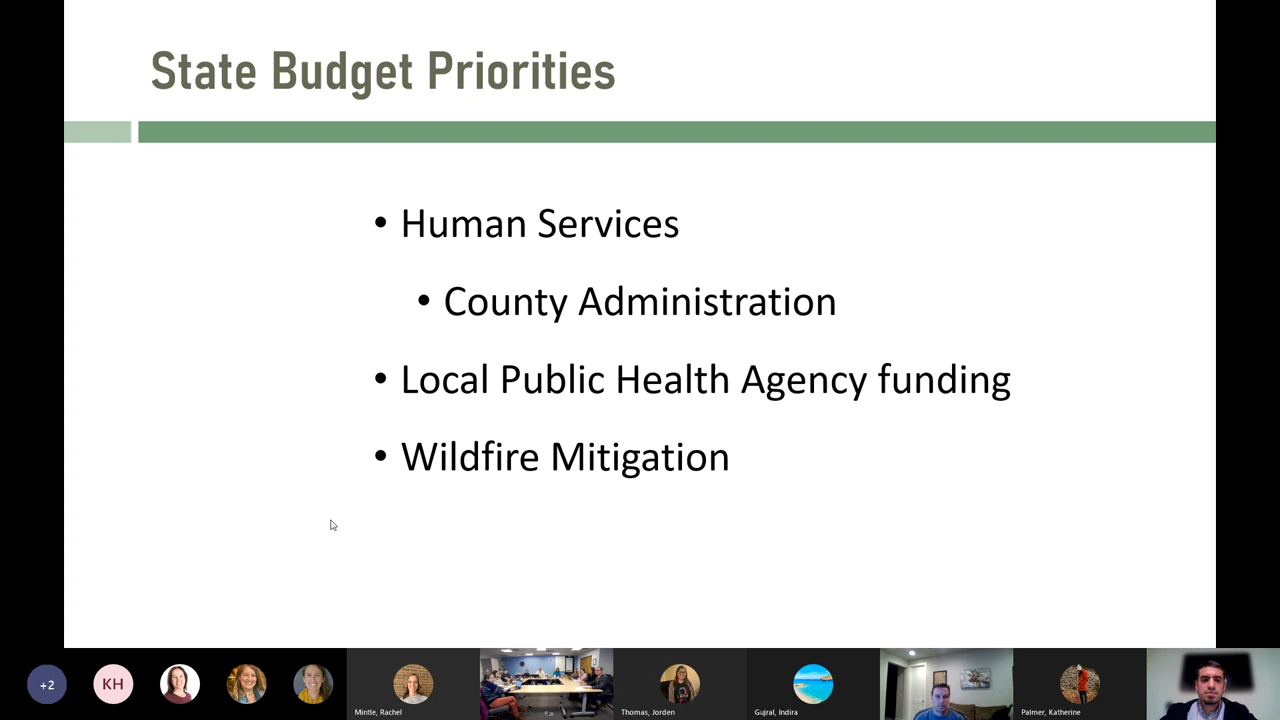 State Budget Priorities
• Human Services
• County Administration
• Local Public Health Agency funding
• Wildfire Mitigation
+2
KH
Mintle, Rachel
Thomas, Jorden
Gujral, Indira
Palmer, Katherine